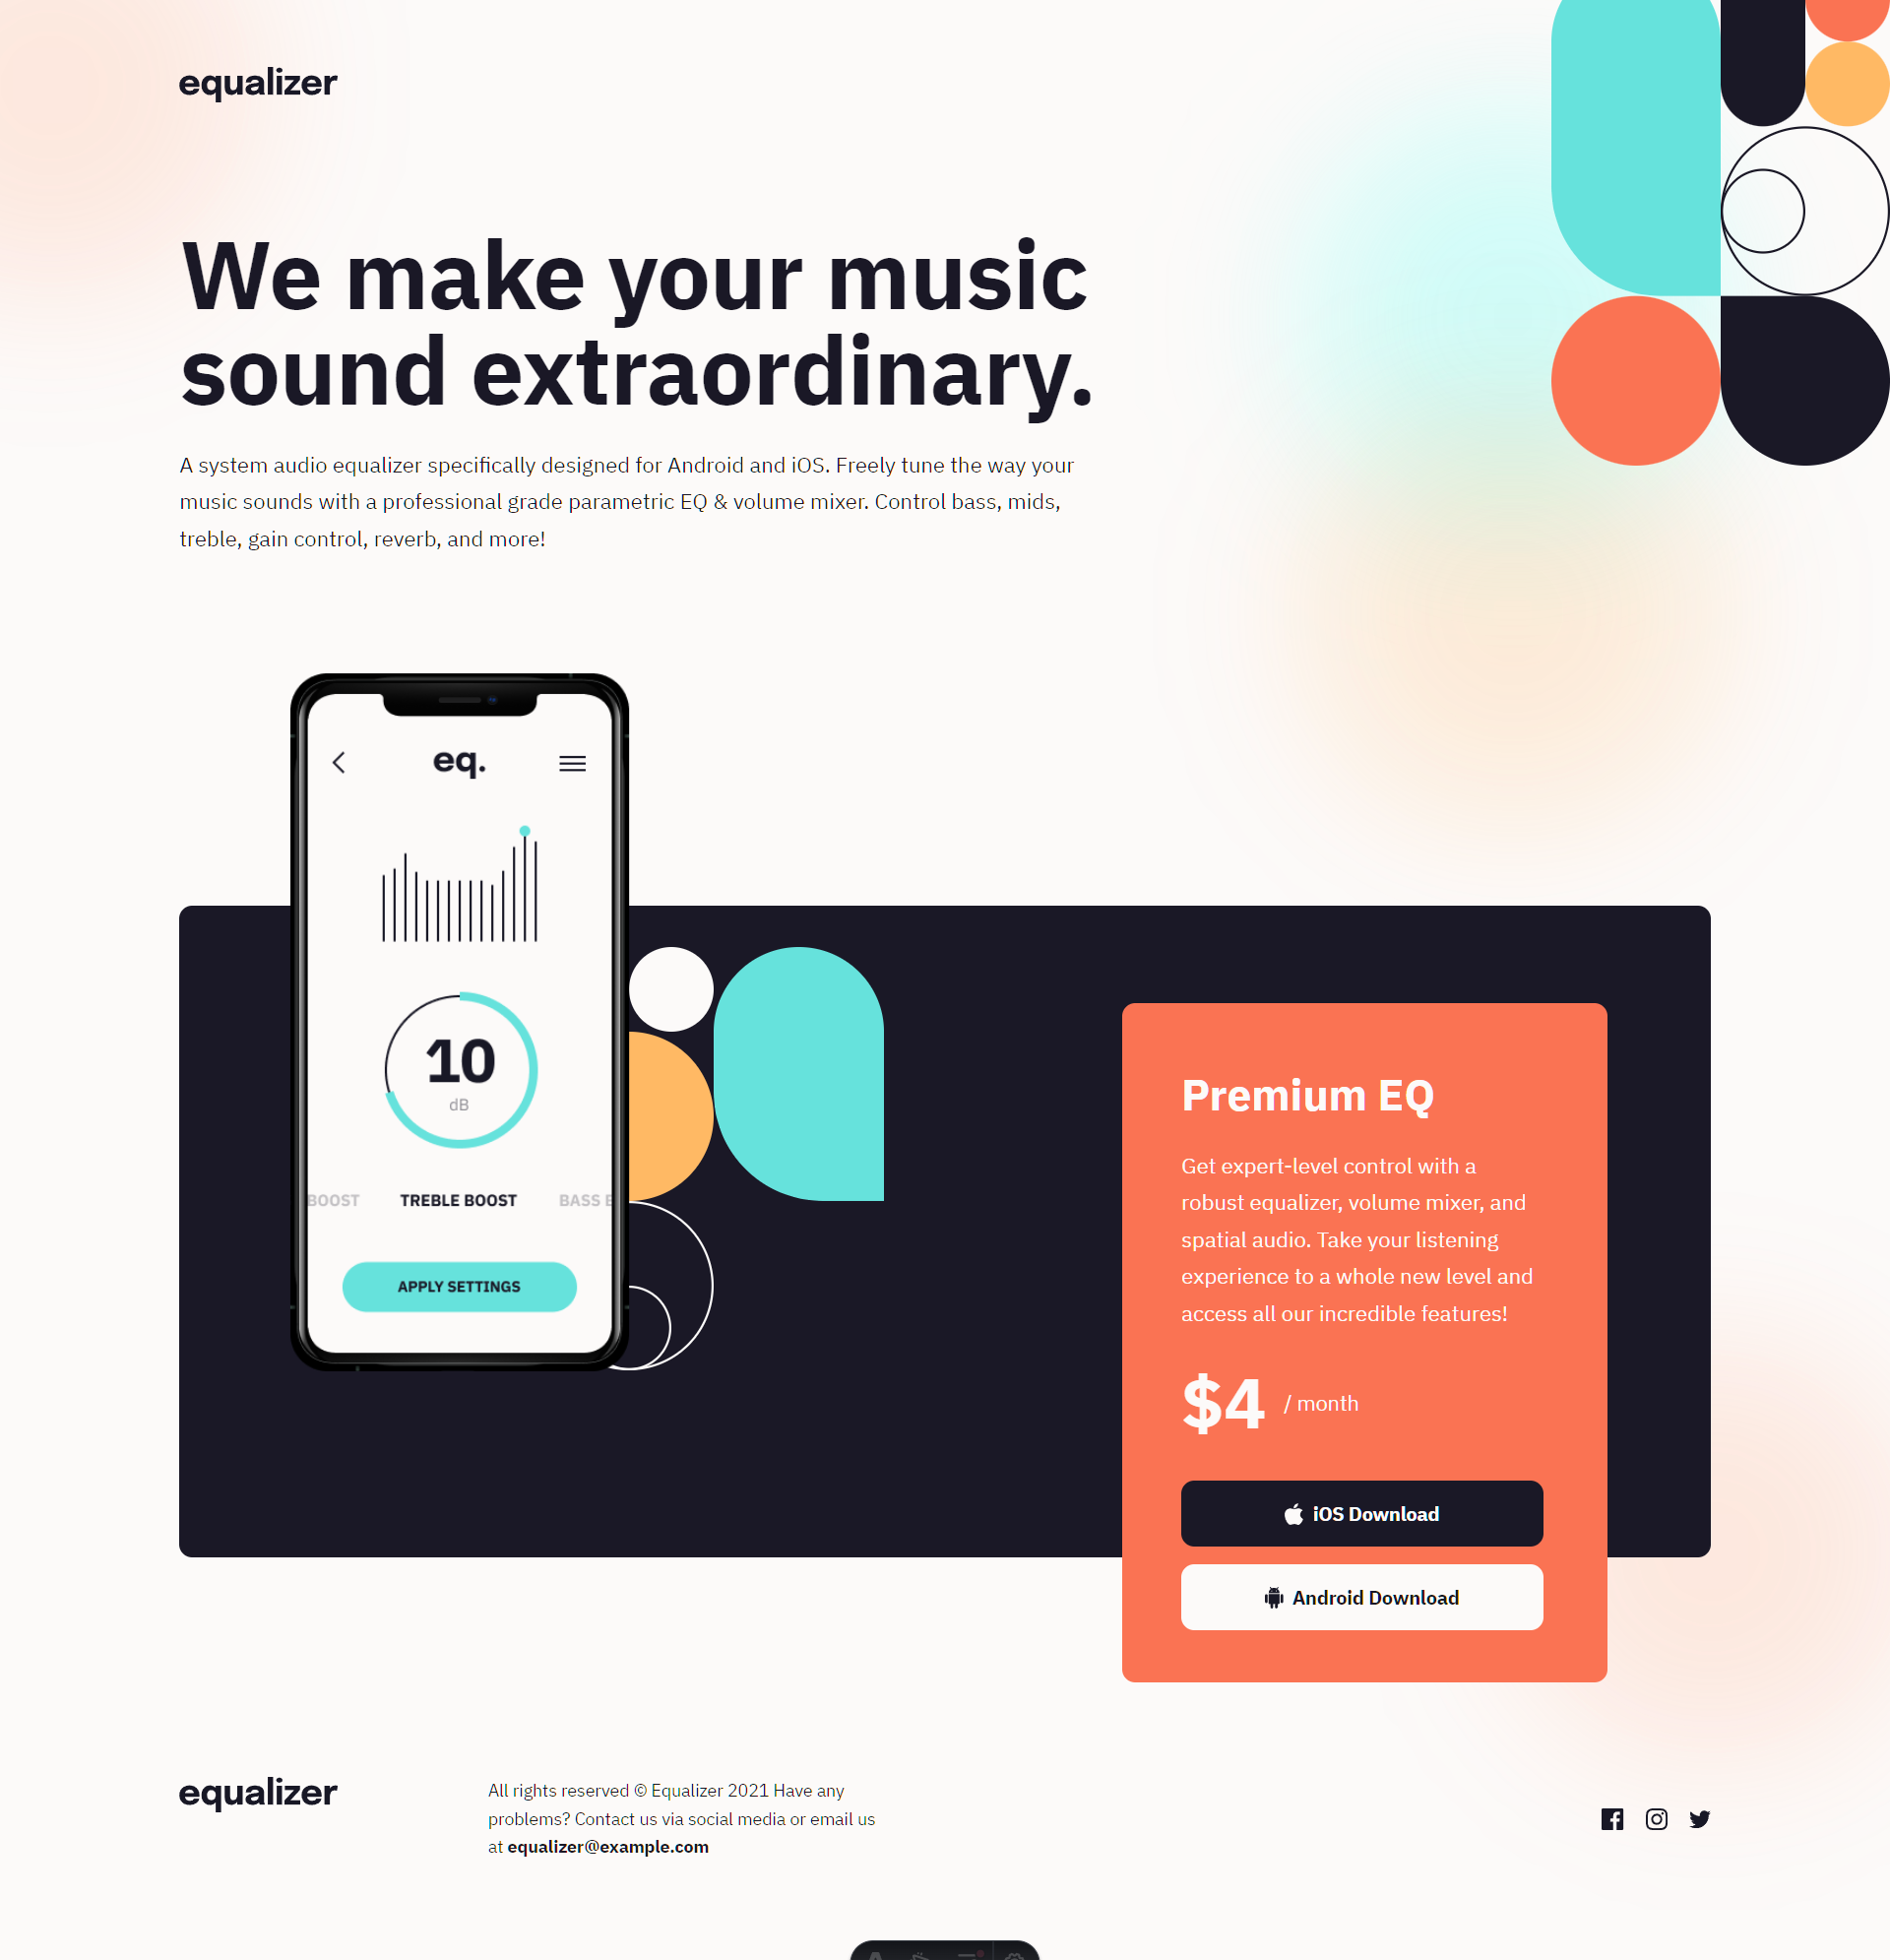 equalizer
We make your music
sound extraordinary.
A system audio equalizer specifically designed for Android and iOS. Freely tune the way your
music sounds with a professional grade parametric EQ & volume mixer. Control bass, mids,
treble, gain control, reverb, and more!
eq.
10
dB
BOOST TREBLE BOOST BASS
APPLY SETTINGS
Premium EQ
Get expert-level control with a
robust equalizer, volume mixer, and
spatial audio. Take your listening
experience to a whole new level and
access all our incredible features!
$4 / month
iOS Download
Android Download
equalizer
All rights reserved © Equalizer 2021 Have any
problems? Contact us via social media or email us
at equalizer@example.com